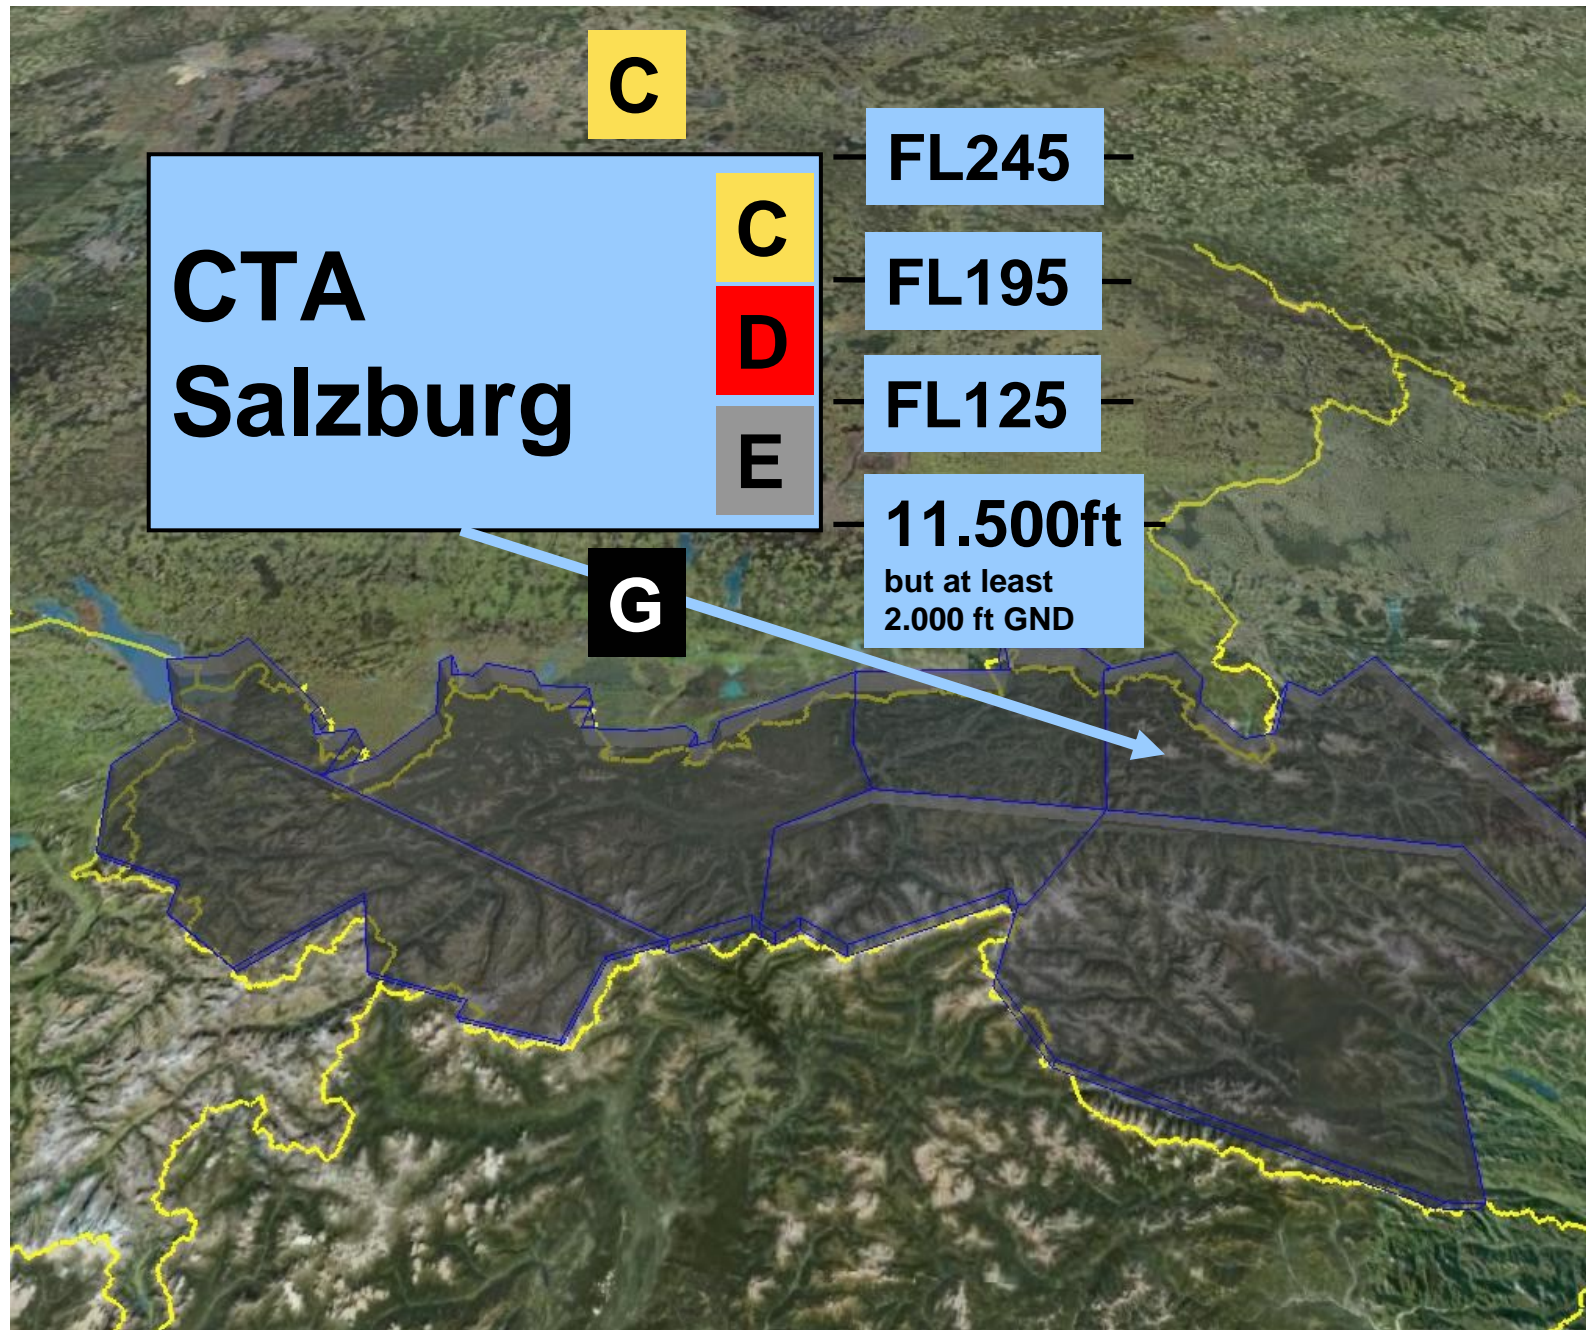 C
FL245
C
FL195
CTA
Salzburg
D
FL125
E
11.500ft
but at least
2.000 ft GND
G